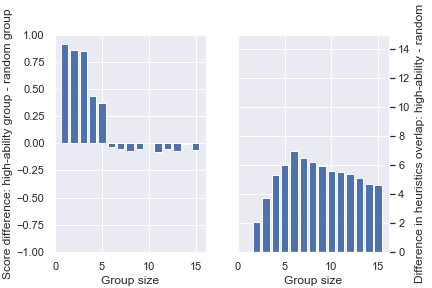 Score difference: high-ability group - random group
1.00
0.75
0.50
0.25
0.00
−0.25
−0.50
−0.75
−1.00
0 5 10 15
Group size
14
12
10
8
6
4
2
0
0 5 10 15
Group size
Difference in heuristics overlap: high-ability - random